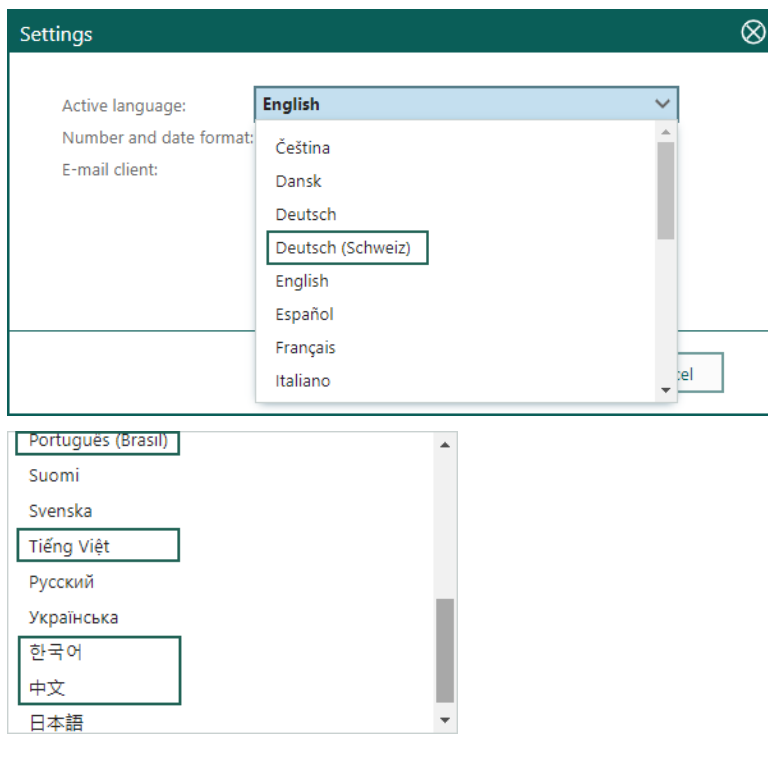 Settings
Active language:
English
Number and date format:
E-mail client:
Čeština
Dansk
Deutsch
Deutsch (Schweiz)
English
Español
Français
Italiano
cel
Português (Brasil)
Suomi
Svenska
Tiếng Việt
Русский
Українська
한국어
中文
日本語